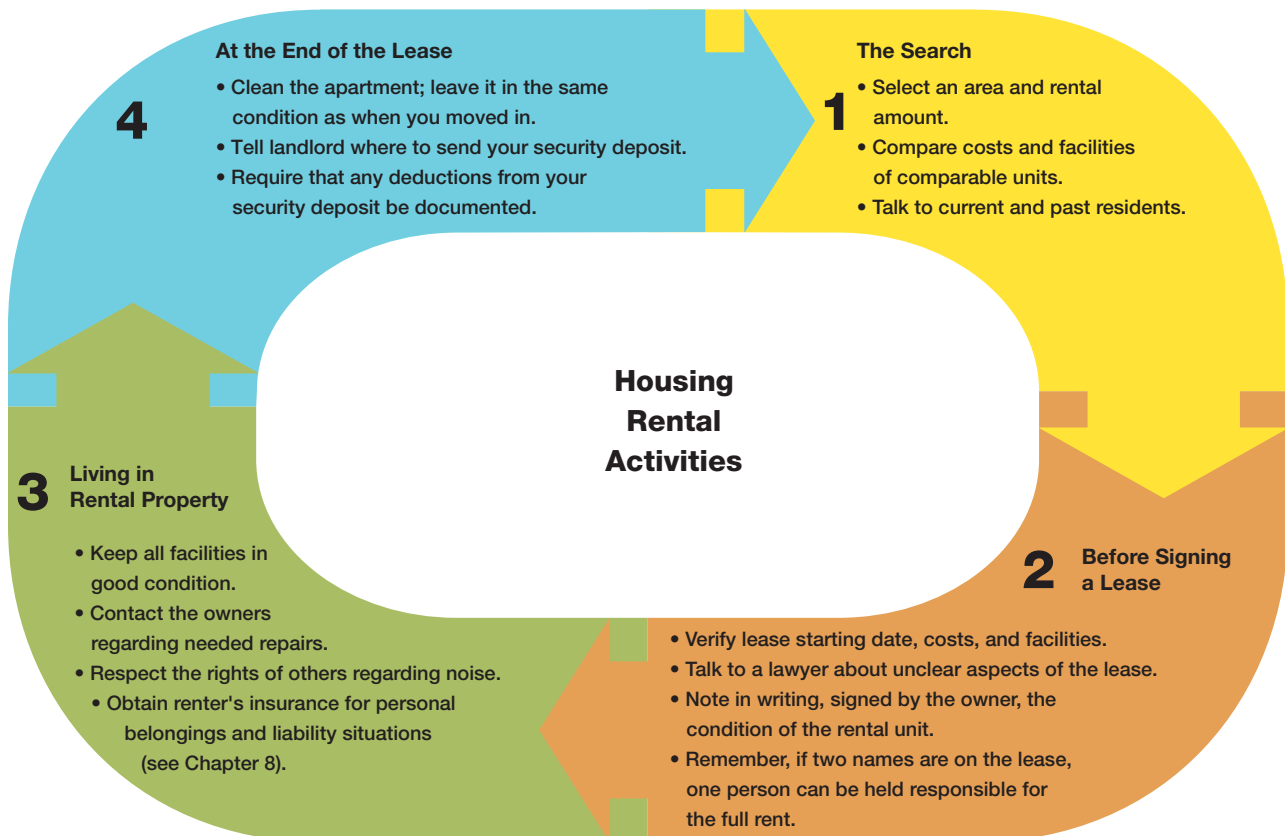 Housing
Rental
Activities
1
The Search
• Select an area and rental
amount.
• Compare costs and facilities
of comparable units.
• Talk to current and past residents.
2
Before Signing
a Lease
• Verify lease starting date, costs, and facilities.
• Talk to a lawyer about unclear aspects of the lease.
• Note in writing, signed by the owner, the
condition of the rental unit.
• Remember, if two names are on the lease,
one person can be held responsible for
the full rent.
3
Living in
Rental Property
• Keep all facilities in
good condition.
• Contact the owners
regarding needed repairs.
• Respect the rights of others regarding noise.
• Obtain renter's insurance for personal
belongings and liability situations
(see Chapter 8).
4
At the End of the Lease
• Clean the apartment; leave it in the same
condition as when you moved in.
• Tell landlord where to send your security deposit.
• Require that any deductions from your
security deposit be documented.